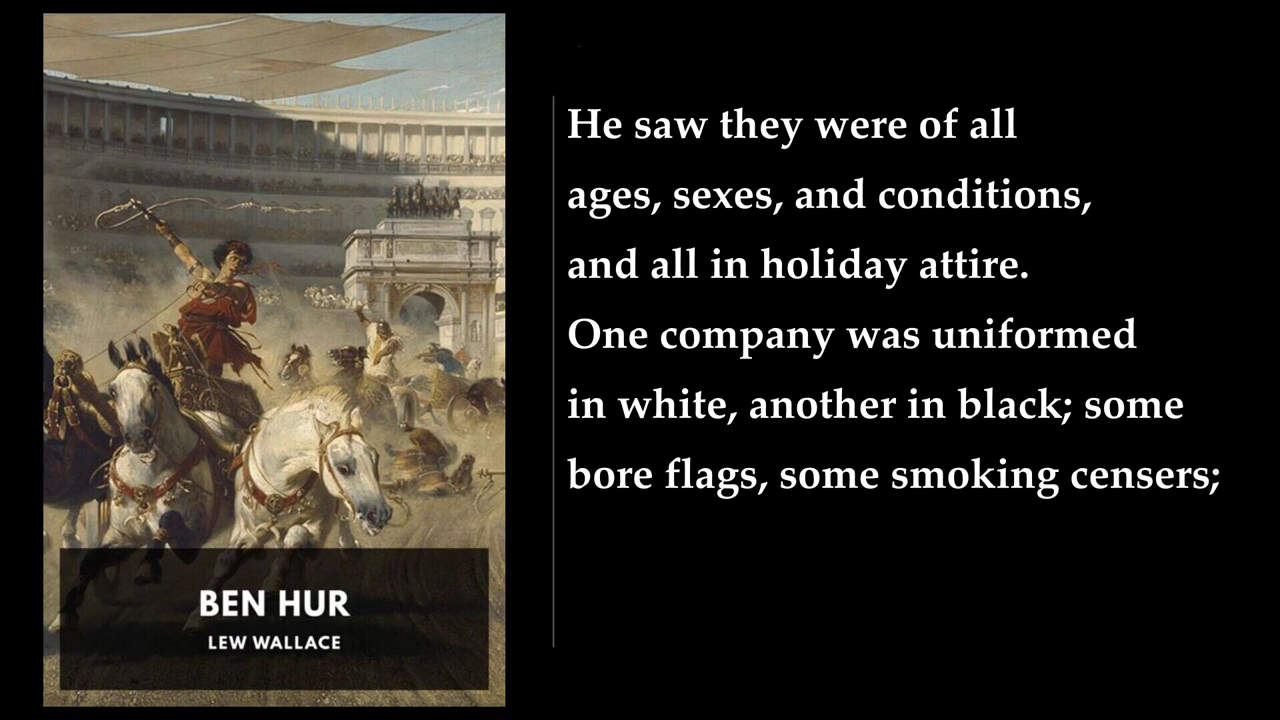 BEN HUR
LEW WALLACE
He saw they were of all
ages, sexes, and conditions,
and all in holiday attire.
One company was uniformed
in white, another in black; some
bore flags, some smoking censers;